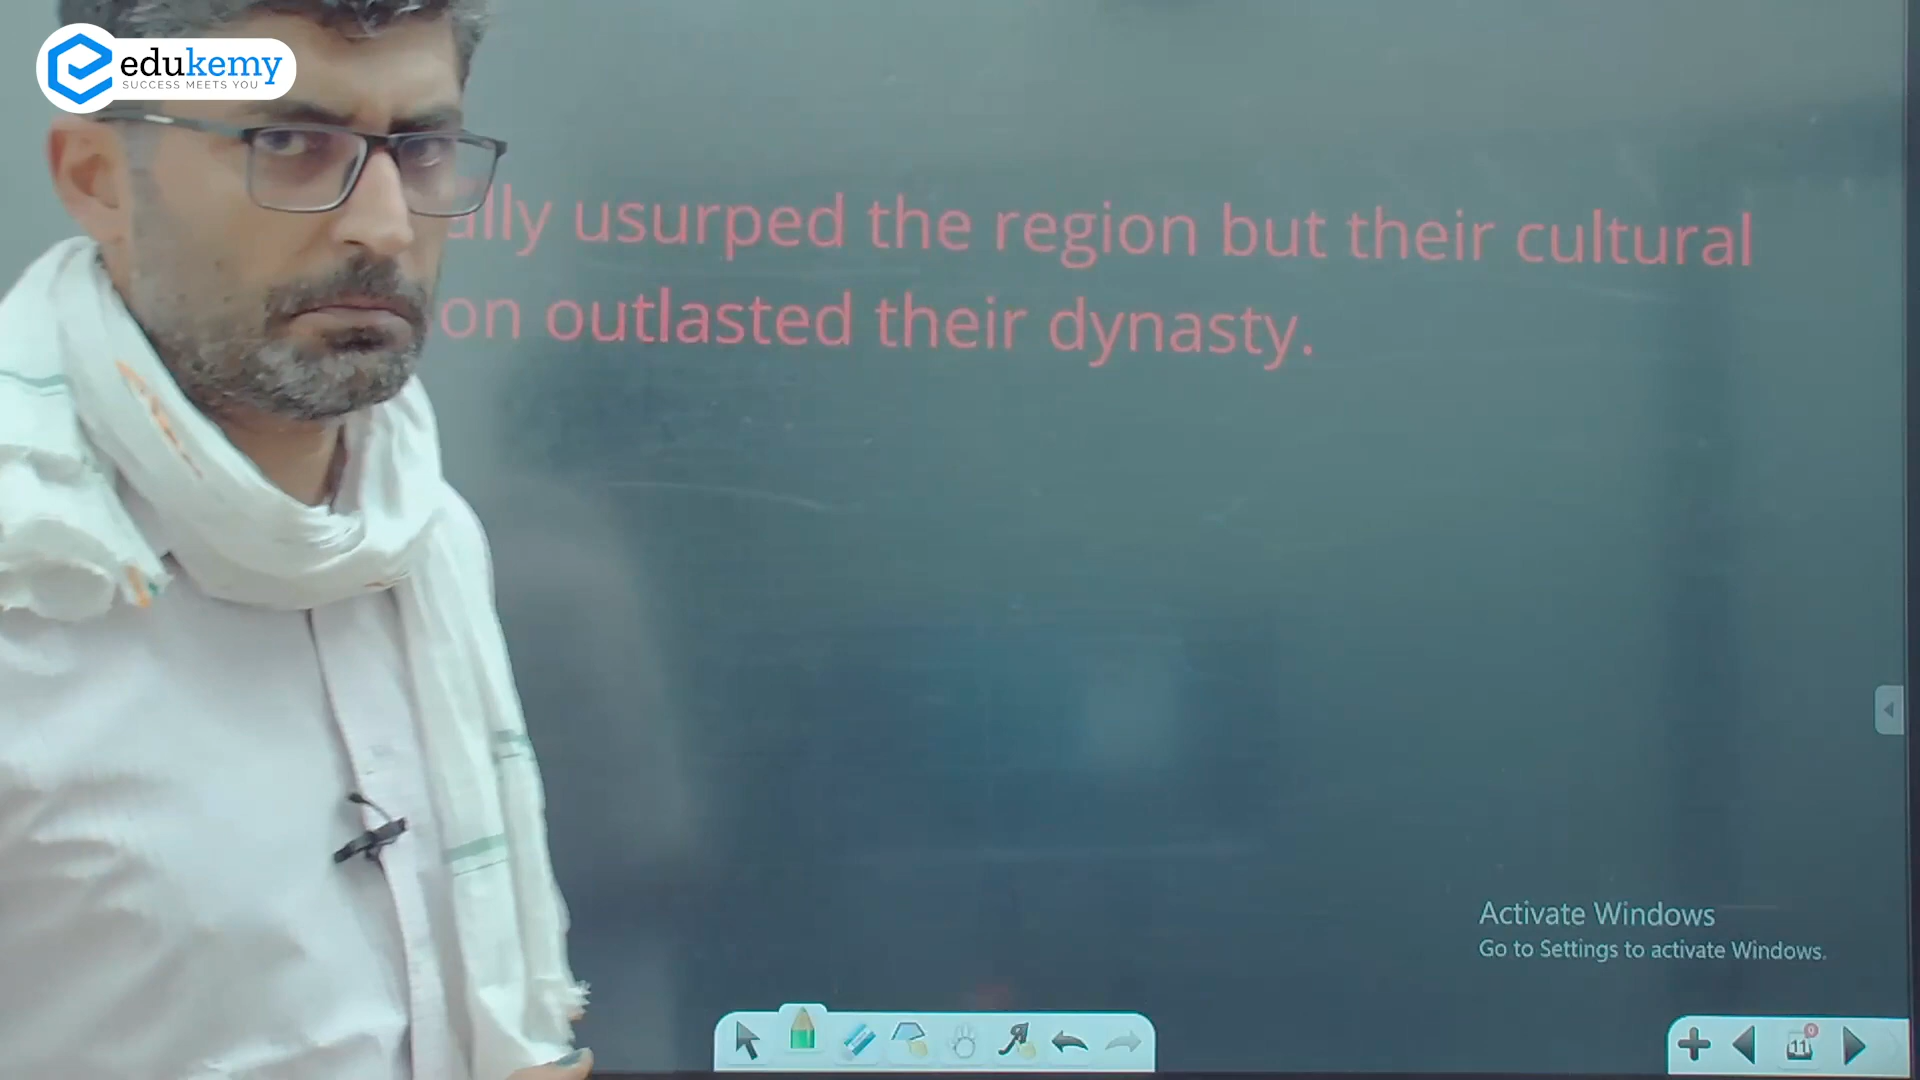 edukemy
SUCCESS MEETS YOU
usurped the region but their cultural
outlasted their dynasty.
Activate Windows
Go to Settings to activate Windows.
11
0